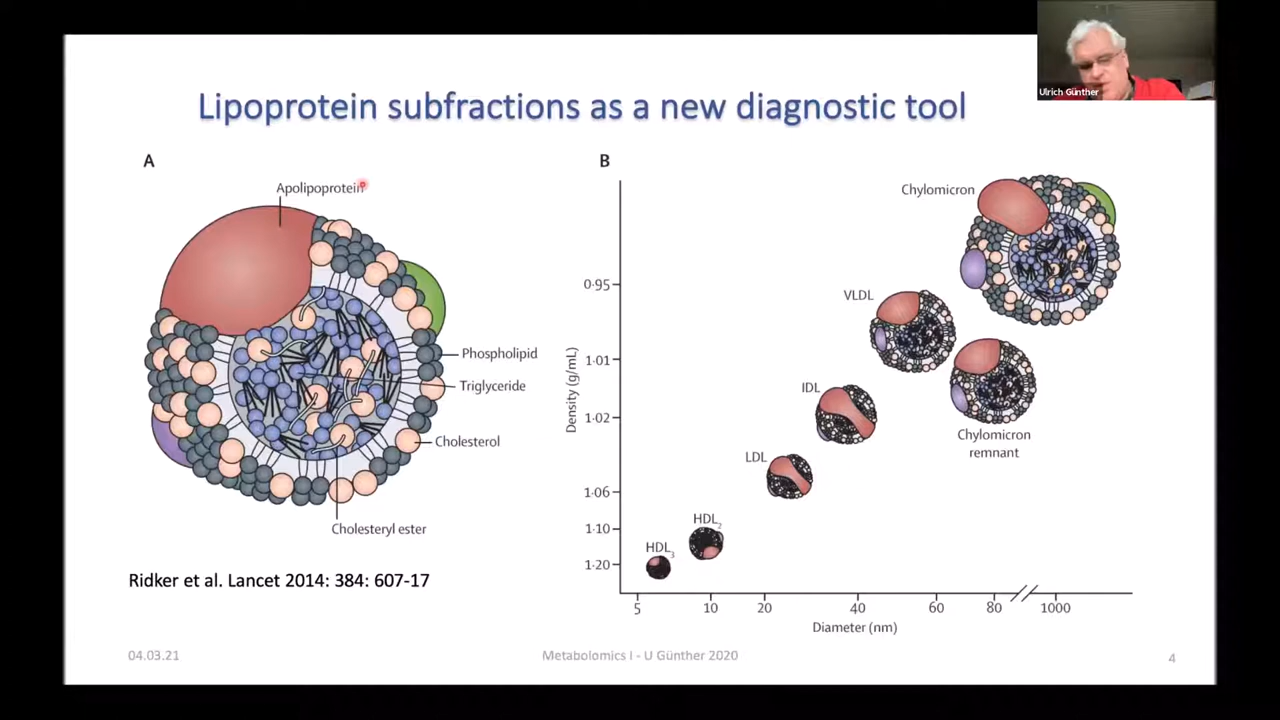 Ulrich Günther
Lipoprotein subfractions as a new diagnostic tool
A
Apolipoprotein
Phospholipid
Triglyceride
Cholesterol
Cholesteryl ester
Ridker et al. Lancet 2014: 384: 607-17
B
Density (g/mL)
0·95
1·01
1·02
1·06
1·10
1·20
Chylomicron
VLDL
IDL
Chylomicron
remnant
LDL
HDL₂
HDL₃
5 10 20 40 60 80 1000
Diameter (nm)
04.03.21
Metabolomics I - U Günther 2020
4